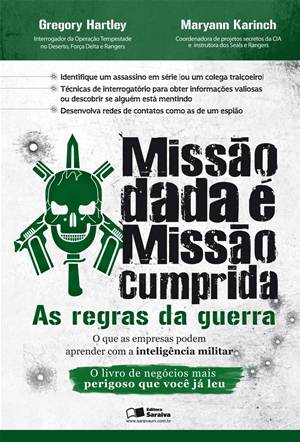 Gregory Hartley
Maryann Karinch
Interrogador da Operação Tempestade
no Deserto, Força Delta e Rangers
Coordenadora de projetos secretos da CIA
e instrutora dos Seals e Rangers
Identifique um assassino em série (ou um colega traiçoeiro)
Técnicas de interrogatório para obter informações valiosas
ou descobrir se alguém está mentindo
Desenvolva redes de contatos como as de um espião
Missão
dada é
Missão
cumprida
As regras da guerra
O que as empresas podem
aprender com a inteligência militar
O livro de negócios mais
perigoso que você já leu
Editora
Saraiva
www.saraivauni.com.br